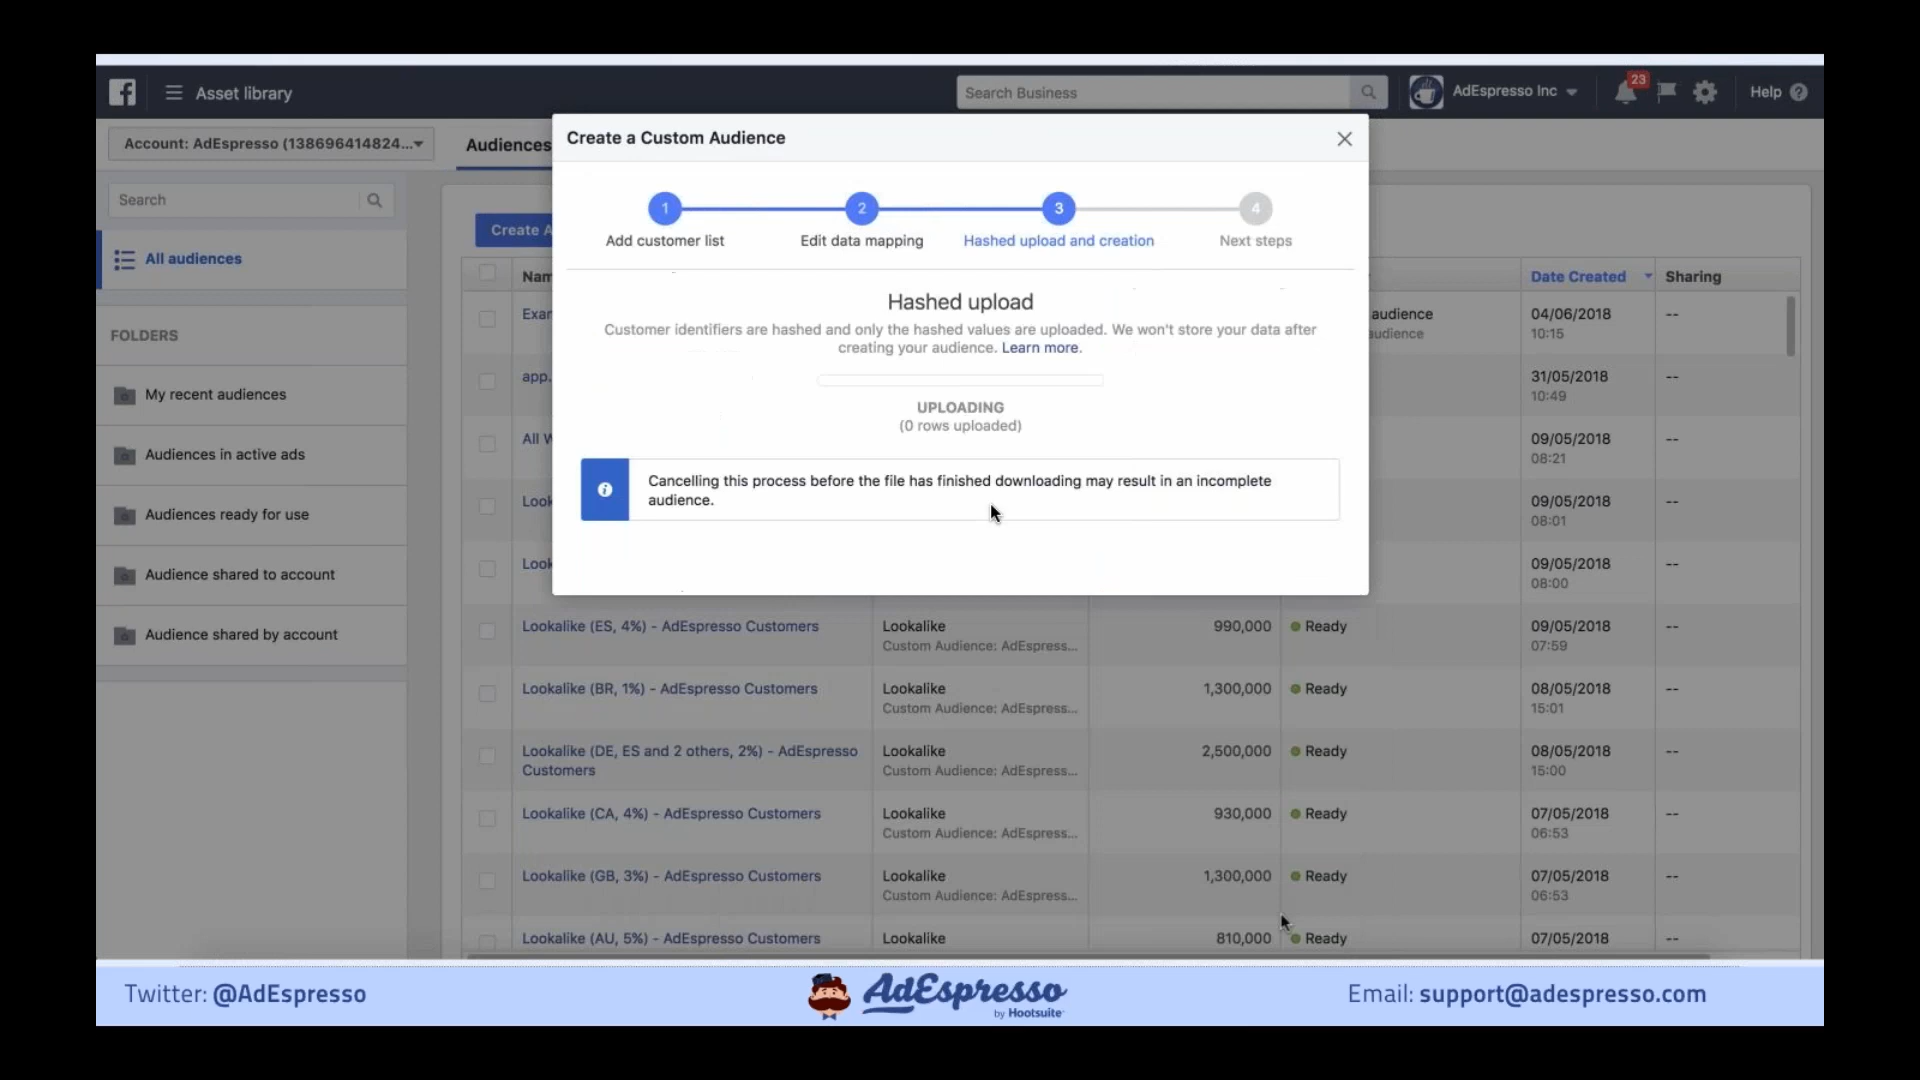 Asset library
Search Business
AdEspresso Inc
23
Help
Account: AdEspresso (138696414824...
Audiences
Create a Custom Audience
1
2
3
4
Add customer list
Edit data mapping
Hashed upload and creation
Next steps
Hashed upload
Customer identifiers are hashed and only the hashed values are uploaded. We won't store your data after
creating your audience. Learn more.
UPLOADING
(0 rows uploaded)
Cancelling this process before the file has finished downloading may result in an incomplete
audience.
Search
All audiences
FOLDERS
My recent audiences
Audiences in active ads
Audiences ready for use
Audience shared to account
Audience shared by account
Create A
Nam
Date Created
Sharing
Exar
audience
04/06/2018
--
audience
10:15
app.
31/05/2018
--
10:49
All W
09/05/2018
--
08:21
Look
09/05/2018
--
08:01
Look
09/05/2018
--
08:00
Lookalike (ES, 4%) - AdEspresso Customers
Lookalike
990,000
Ready
09/05/2018
--
Custom Audience: AdEspress...
07:59
Lookalike (BR, 1%) - AdEspresso Customers
Lookalike
1,300,000
Ready
08/05/2018
--
Custom Audience: AdEspress...
15:01
Lookalike (DE, ES and 2 others, 2%) - AdEspresso
Customers
Lookalike
2,500,000
Ready
08/05/2018
--
Custom Audience: AdEspress...
15:00
Lookalike (CA, 4%) - AdEspresso Customers
Lookalike
930,000
Ready
07/05/2018
--
Custom Audience: AdEspress...
06:53
Lookalike (GB, 3%) - AdEspresso Customers
Lookalike
1,300,000
Ready
07/05/2018
--
Custom Audience: AdEspress...
06:53
Lookalike (AU, 5%) - AdEspresso Customers
Lookalike
810,000
Ready
07/05/2018
--
Twitter: @AdEspresso
AdEspresso
by Hootsuite
Email: support@adespresso.com